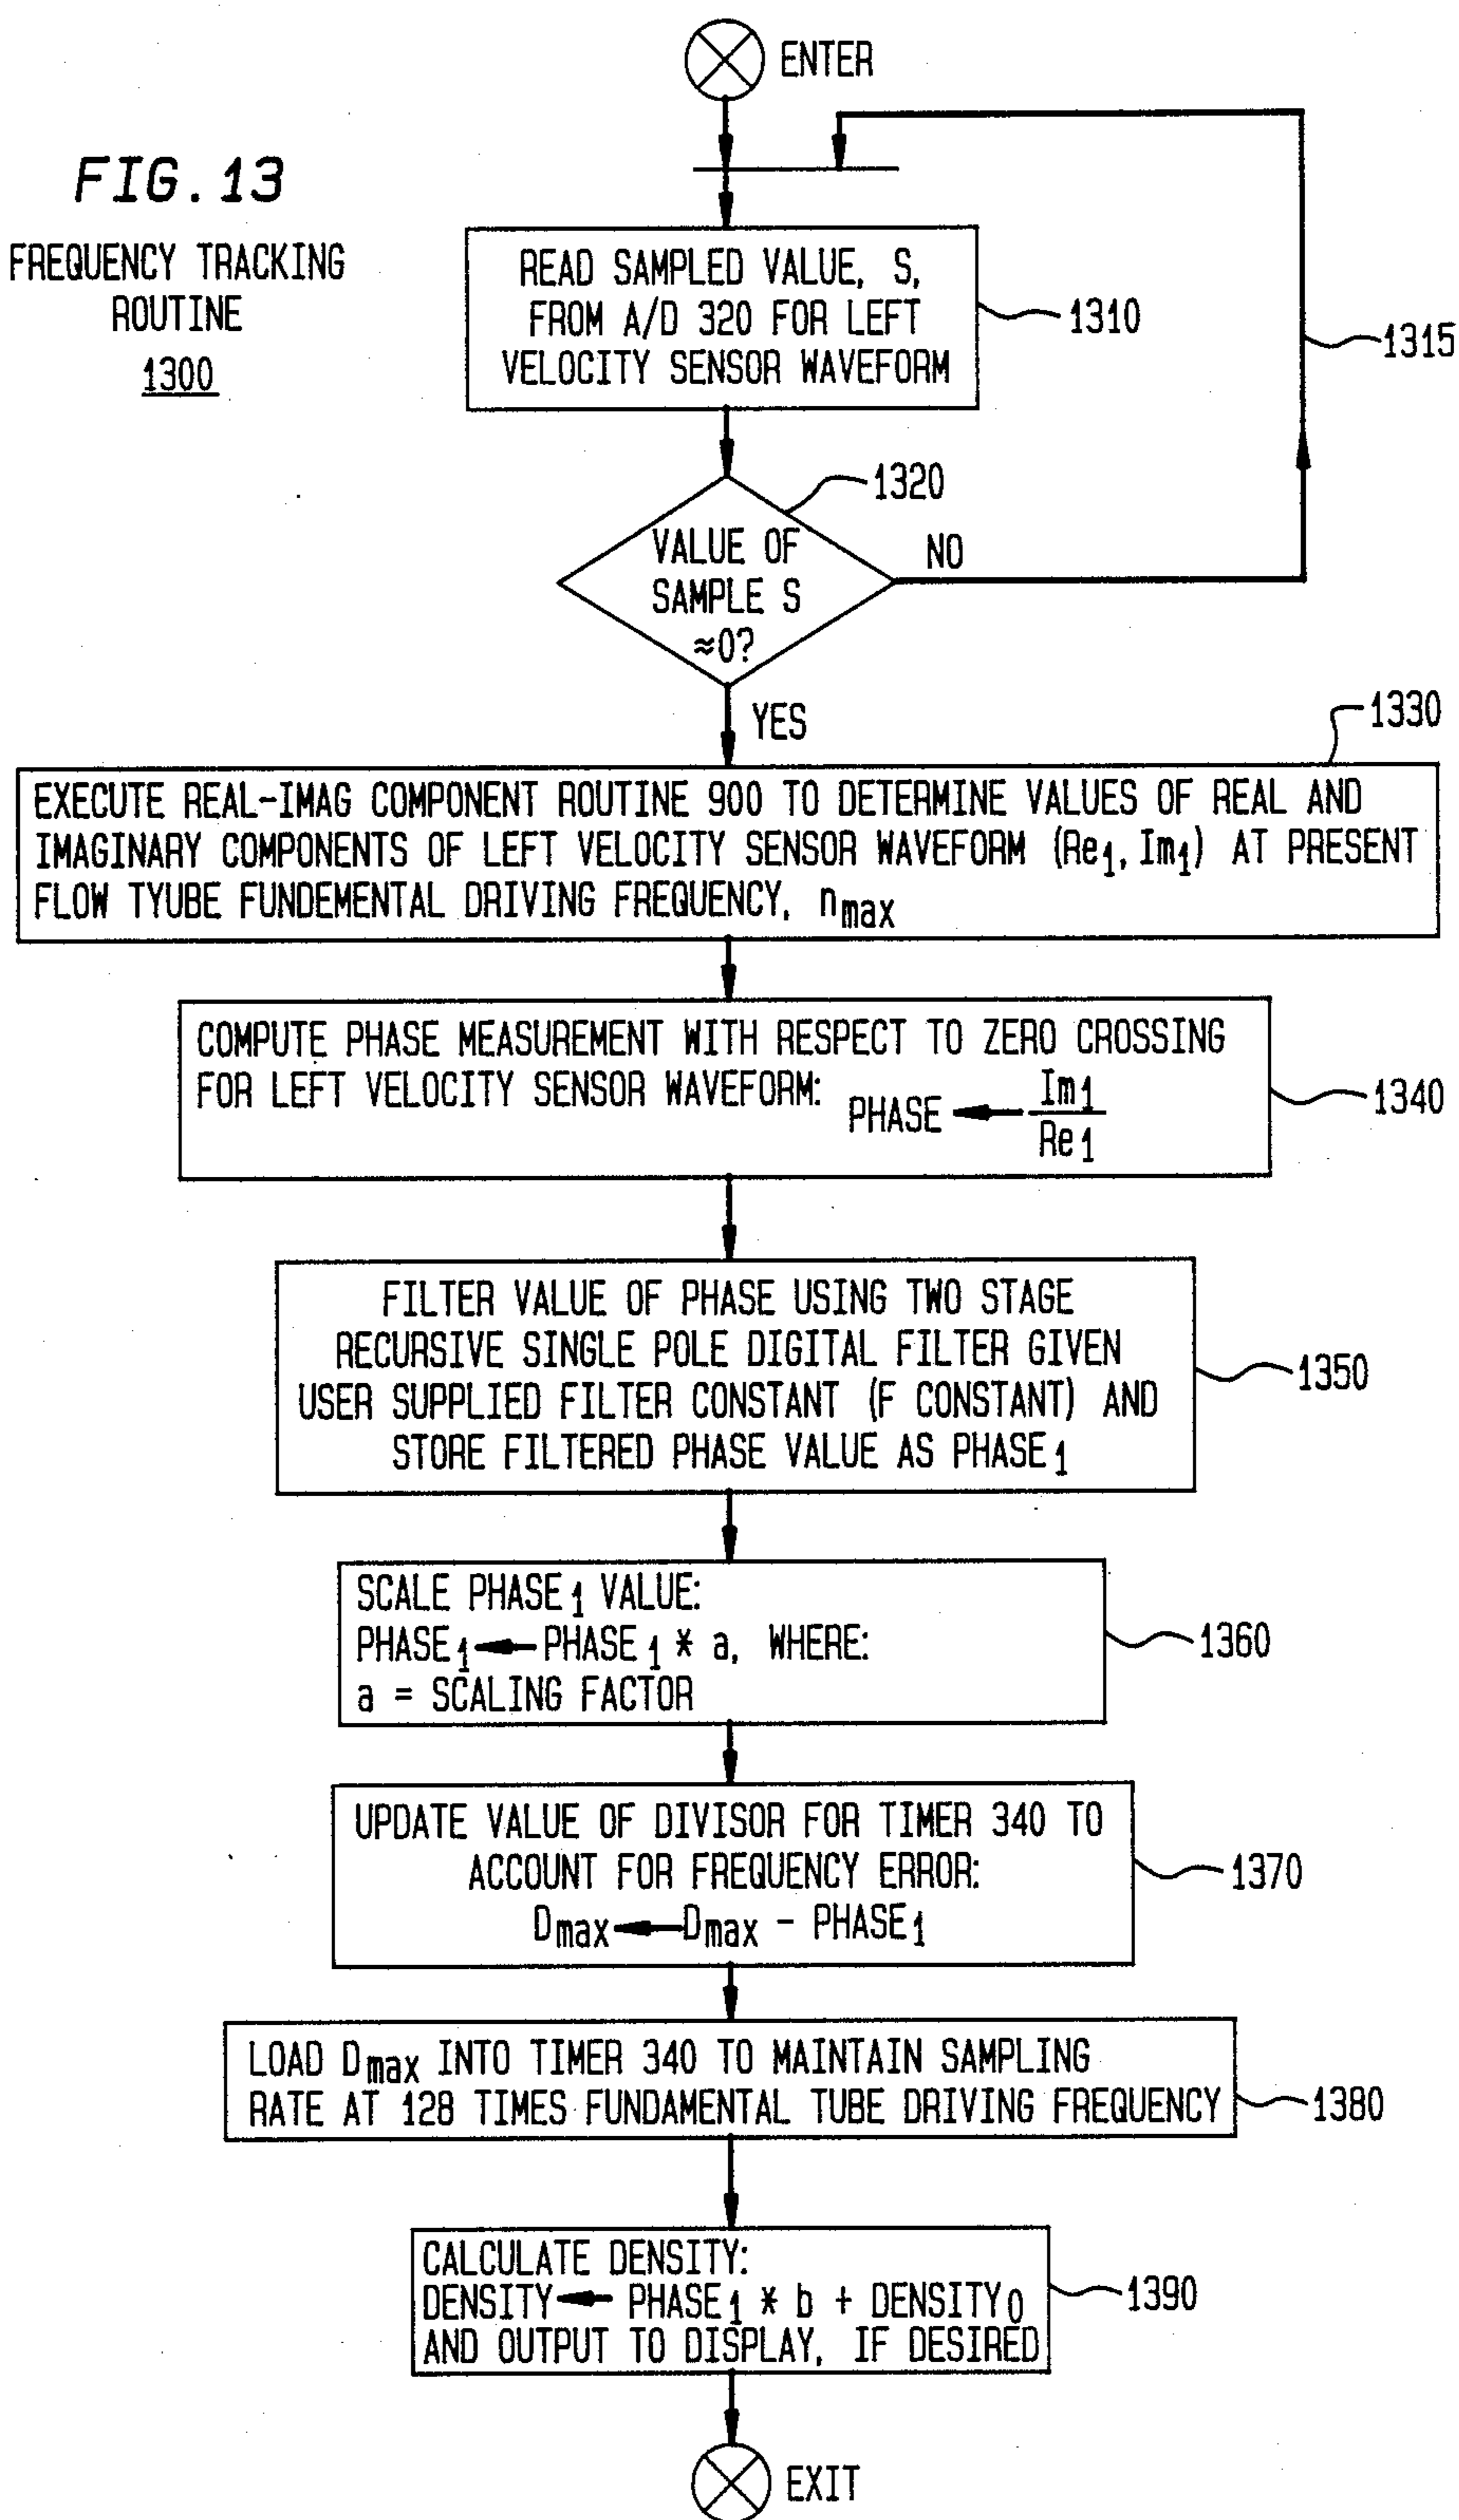 ENTER
FIG. 13
FREQUENCY TRACKING
ROUTINE
1300
READ SAMPLED VALUE, S,
FROM A/D 320 FOR LEFT
VELOCITY SENSOR WAVEFORM
1310
1315
1320
VALUE OF
SAMPLE S
≈0?
NO
YES
1330
EXECUTE REAL-IMAG COMPONENT ROUTINE 900 TO DETERMINE VALUES OF REAL AND
IMAGINARY COMPONENTS OF LEFT VELOCITY SENSOR WAVEFORM (Re1, Im1) AT PRESENT
FLOW TYUBE FUNDEMENTAL DRIVING FREQUENCY, nmax
COMPUTE PHASE MEASUREMENT WITH RESPECT TO ZERO CROSSING
FOR LEFT VELOCITY SENSOR WAVEFORM: PHASE ← Im1/Re1
1340
FILTER VALUE OF PHASE USING TWO STAGE
RECURSIVE SINGLE POLE DIGITAL FILTER GIVEN
USER SUPPLIED FILTER CONSTANT (F CONSTANT) AND
STORE FILTERED PHASE VALUE AS PHASE1
1350
SCALE PHASE1 VALUE:
PHASE1 ← PHASE1 * a, WHERE:
a = SCALING FACTOR
1360
UPDATE VALUE OF DIVISOR FOR TIMER 340 TO
ACCOUNT FOR FREQUENCY ERROR:
Dmax ← Dmax - PHASE1
1370
LOAD Dmax INTO TIMER 340 TO MAINTAIN SAMPLING
RATE AT 128 TIMES FUNDAMENTAL TUBE DRIVING FREQUENCY
1380
CALCULATE DENSITY:
DENSITY ← PHASE1 * b + DENSITY0
AND OUTPUT TO DISPLAY, IF DESIRED
1390
EXIT